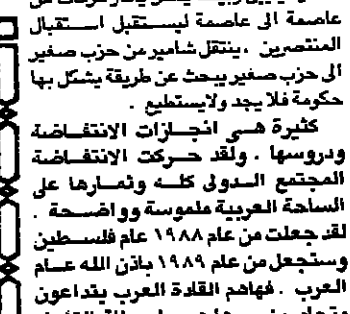 عاصمة الى عاصمة ليستقبل استقبال
المنتصرين ، ينتقل شامير من حزب صغير
الى حزب صغير يبحث عن طريقة يشكل بها
حكومة فلا يجد ولايستطيع .
كثيرة هي انجازات الانتفاضة
ودروسها . ولقد حركت الانتفاضة
المجتمع الدولى كله وثمارها على
الساحة العربية ملموسة وواضحة .
لقد جعلت من عام ١٩٨٨ عام فلسطين
وستجعل من عام ١٩٨٩ باذن الله عام
العرب . فهاهم القادة العرب يتداعون